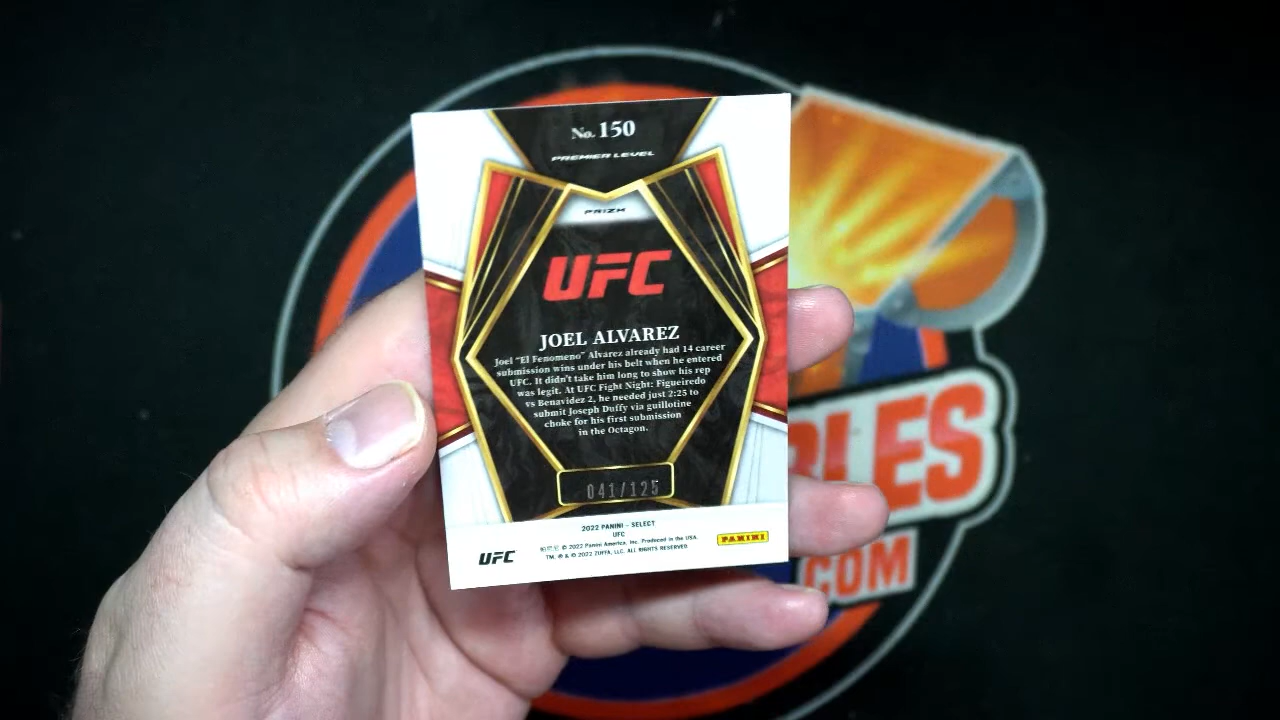 No. 150
PREMIER LEVEL
PRIZM
UFC
JOEL ALVAREZ
Joel "El Fenomeno" Alvarez already had 14 career
submission wins under his belt when he entered
UFC. It didn't take him long to show his rep
was legit. At UFC Fight Night: Figueiredo
vs Benavidez 2, he needed just 2:25 to
submit Joseph Duffy via guillotine
choke for his first submission
in the Octagon.
041/125
2022 PANINI – SELECT
UFC
© 2022 Panini America, Inc. Produced in the USA.
TM, ® & © 2022 ZUFFA, LLC. ALL RIGHTS RESERVED.
UFC
PANINI
LES
.COM